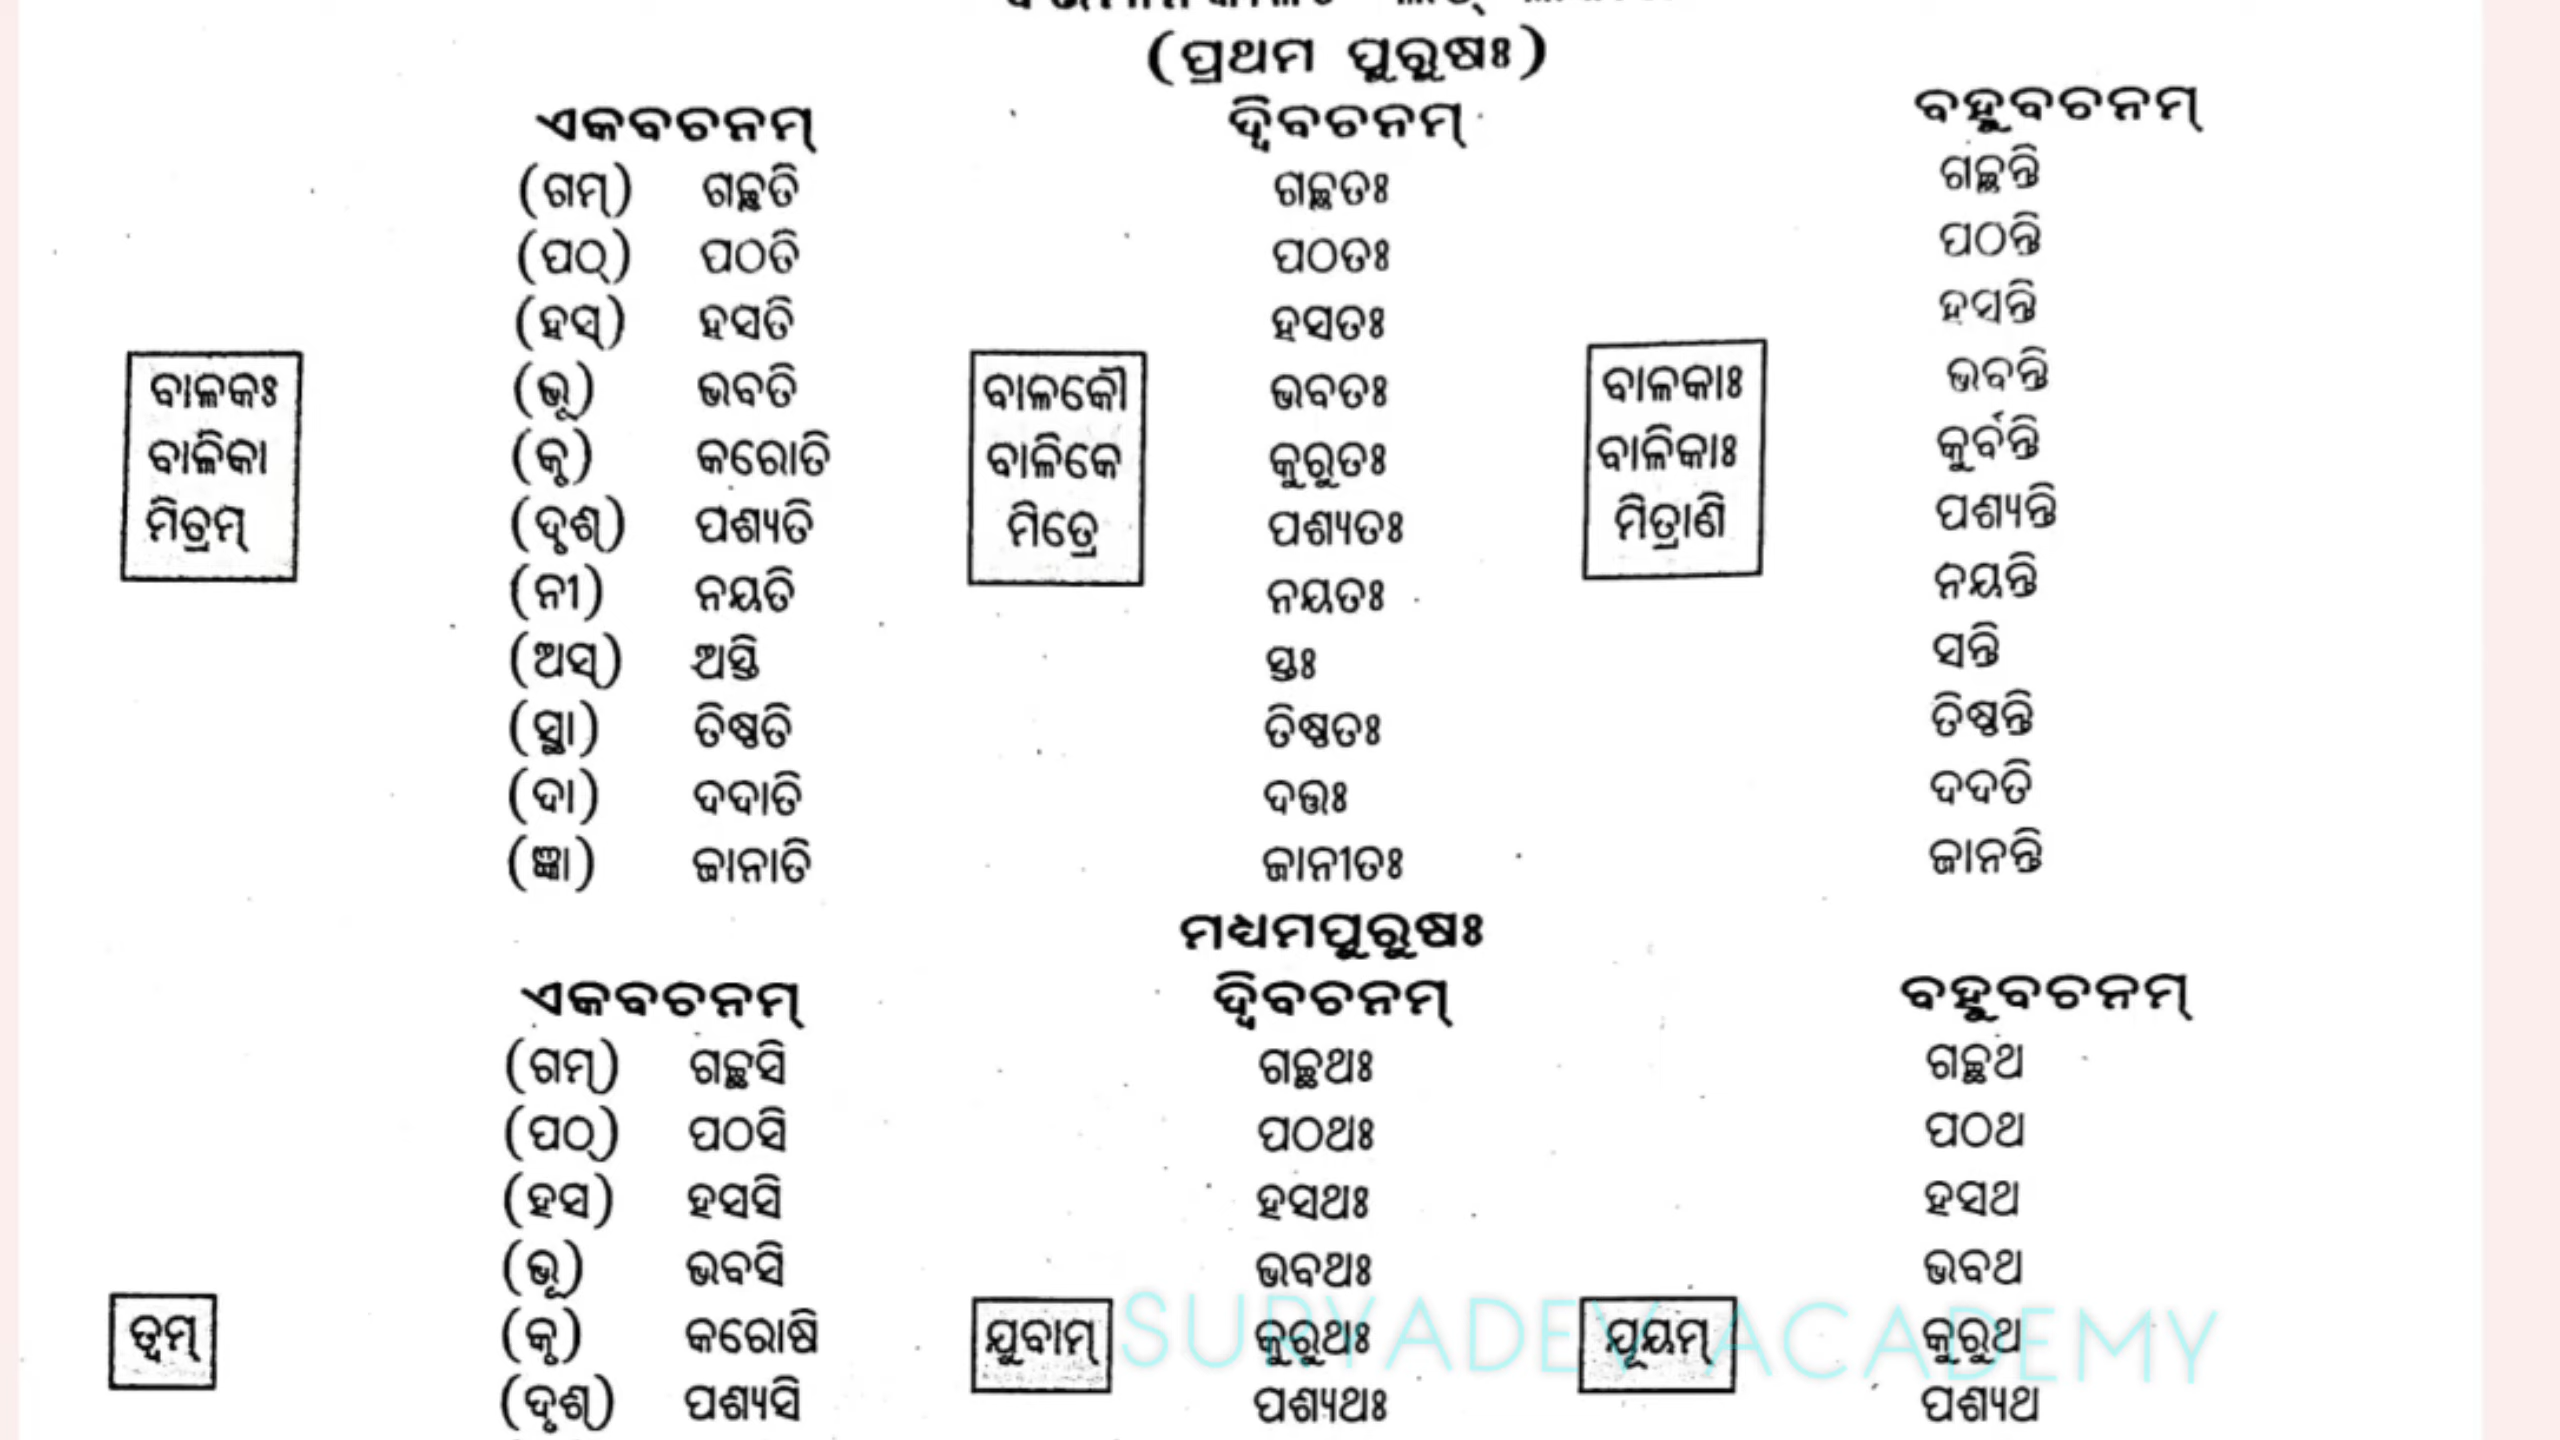 (ପ୍ରଥମ ପୁରୁଷଃ)
ଏକବଚନମ୍ ଦ୍ଵିବଚନମ୍ ବହୁବଚନମ୍
(ଗମ୍) ଗଚ୍ଛତି ଗଚ୍ଛତଃ ଗଚ୍ଛନ୍ତି
(ପଠ୍) ପଠତି ପଠତଃ ପଠନ୍ତି
(ହସ୍) ହସତି ହସତଃ ହସନ୍ତି
ବାଳକଃ (ଭୂ) ଭବତି ବାଳକୌ ଭବତଃ ବାଳକାଃ ଭବନ୍ତି
ବାଳିକା (କୃ) କରୋତି ବାଳିକେ କୁରୁତଃ ବାଳିକାଃ କୁର୍ବନ୍ତି
ମିତ୍ରମ୍ (ଦୃଶ୍) ପଶ୍ୟତି ମିତ୍ରେ ପଶ୍ୟତଃ ମିତ୍ରାଣି ପଶ୍ୟନ୍ତି
(ନୀ) ନୟତି ନୟତଃ ନୟନ୍ତି
(ଅସ୍) ଅସ୍ତି ସ୍ତଃ ସନ୍ତି
(ସ୍ଥା) ତିଷ୍ଠତି ତିଷ୍ଠତଃ ତିଷ୍ଠନ୍ତି
(ଦା) ଦଦାତି ଦତ୍ତଃ ଦଦତି
(ଜ୍ଞା) ଜାନାତି ଜାନୀତଃ ଜାନନ୍ତି
ମଧ୍ୟମପୁରୁଷଃ
ଏକବଚନମ୍ ଦ୍ଵିବଚନମ୍ ବହୁବଚନମ୍
(ଗମ୍) ଗଚ୍ଛସି ଗଚ୍ଛଥଃ ଗଚ୍ଛଥ
(ପଠ୍) ପଠସି ପଠଥଃ ପଠଥ
(ହସ) ହସସି ହସଥଃ ହସଥ
(ଭୂ) ଭବସି ଭବଥଃ ଭବଥ
ତ୍ଵମ୍ (କୃ) କରୋଷି ଯୁବାମ୍ କୁରୁଥଃ ଯୂୟମ୍ କୁରୁଥ
(ଦୃଶ୍) ପଶ୍ୟସି ପଶ୍ୟଥଃ ପଶ୍ୟଥ
SURYADEV ACADEMY